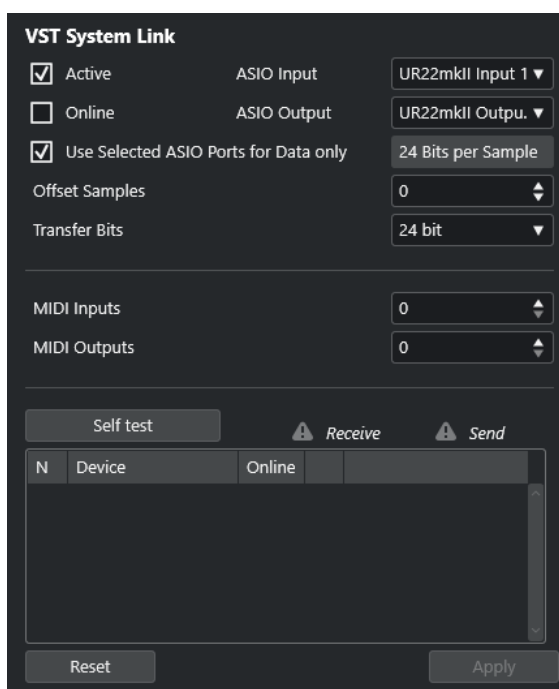 VST System Link
Active ASIO Input UR22mkII Input 1
Online ASIO Output UR22mkII Outpu.
Use Selected ASIO Ports for Data only 24 Bits per Sample
Offset Samples 0
Transfer Bits 24 bit
MIDI Inputs 0
MIDI Outputs 0
Self test Receive Send
N Device Online
Reset Apply